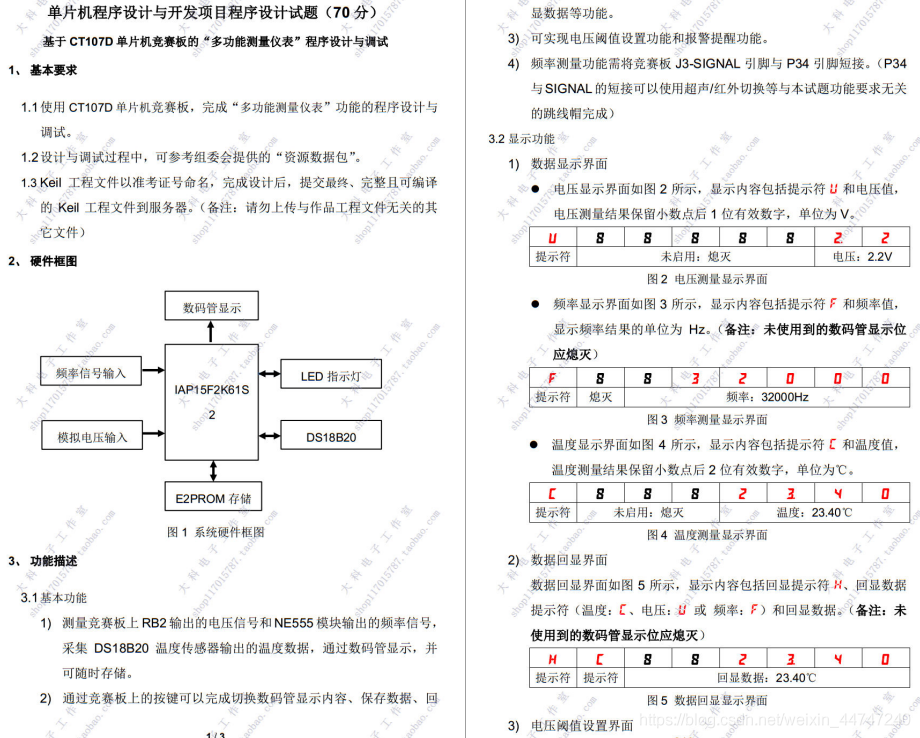 单片机程序设计与开发项目程序设计试题（70 分）
基于 CT107D 单片机竞赛板的“多功能测量仪表”程序设计与调试
1、 基本要求
1.1 使用 CT107D 单片机竞赛板，完成“多功能测量仪表”功能的程序设计与
调试。
1.2 设计与调试过程中，可参考组委会提供的“资源数据包”。
1.3 Keil 工程文件以准考证号命名，完成设计后，提交最终、完整且可编译
的 Keil 工程文件到服务器。（备注：请勿上传与作品工程文件无关的其
它文件）
2、 硬件框图
数码管显示
频率信号输入
IAP15F2K61S
2
LED 指示灯
模拟电压输入
DS18B20
E2PROM 存储
图 1 系统硬件框图
3、 功能描述
3.1 基本功能
1) 测量竞赛板上 RB2 输出的电压信号和 NE555 模块输出的频率信号，
采集 DS18B20 温度传感器输出的温度数据，通过数码管显示，并
可随时存储。
2) 通过竞赛板上的按键可以完成切换数码管显示内容、保存数据、回
1 / 3
显数据等功能。
3) 可实现电压阈值设置功能和报警提醒功能。
4) 频率测量功能需将竞赛板 J3-SIGNAL 引脚与 P34 引脚短接。（P34
与 SIGNAL 的短接可以使用超声/红外切换等与本试题功能要求无关
的跳线帽完成）
3.2 显示功能
1) 数据显示界面
● 电压显示界面如图 2 所示，显示内容包括提示符 U 和电压值，
电压测量结果保留小数点后 1 位有效数字，单位为 V。
U 8 8 8 8 8 2. 2
提示符 未启用：熄灭 电压：2.2V
图 2 电压测量显示界面
● 频率显示界面如图 3 所示，显示内容包括提示符 F 和频率值，
显示频率结果的单位为 Hz。（备注：未使用到的数码管显示位
应熄灭）
F 8 8 3 2 0 0 0
提示符 熄灭 频率：32000Hz
图 3 频率测量显示界面
● 温度显示界面如图 4 所示，显示内容包括提示符 C 和温度值，
温度测量结果保留小数点后 2 位有效数字，单位为℃。
C 8 8 8 2 3. 4 0
提示符 未启用：熄灭 温度：23.40℃
图 4 温度测量显示界面
2) 数据回显界面
数据回显界面如图 5 所示，显示内容包括回显提示符 H、回显数据
提示符（温度：C、电压：U 或 频率：F）和回显数据。（备注：未
使用到的数码管显示位应熄灭）
H C 8 8 2 3. 4 0
提示符 提示符 回显数据：23.40℃
图 5 数据回显显示界面
3) 电压阈值设置界面
大科电子工作室
shop117015787.taobao.com
https://blog.csdn.net/weixin_44747240